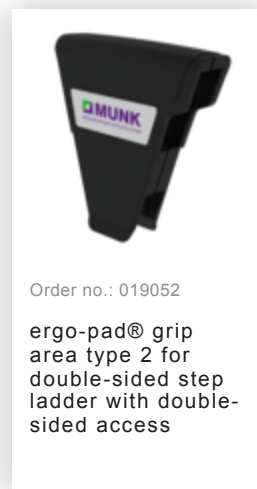 MUNK
Order no.: 019052
ergo-pad® grip
area type 2 for
double-sided step
ladder with double-
sided access